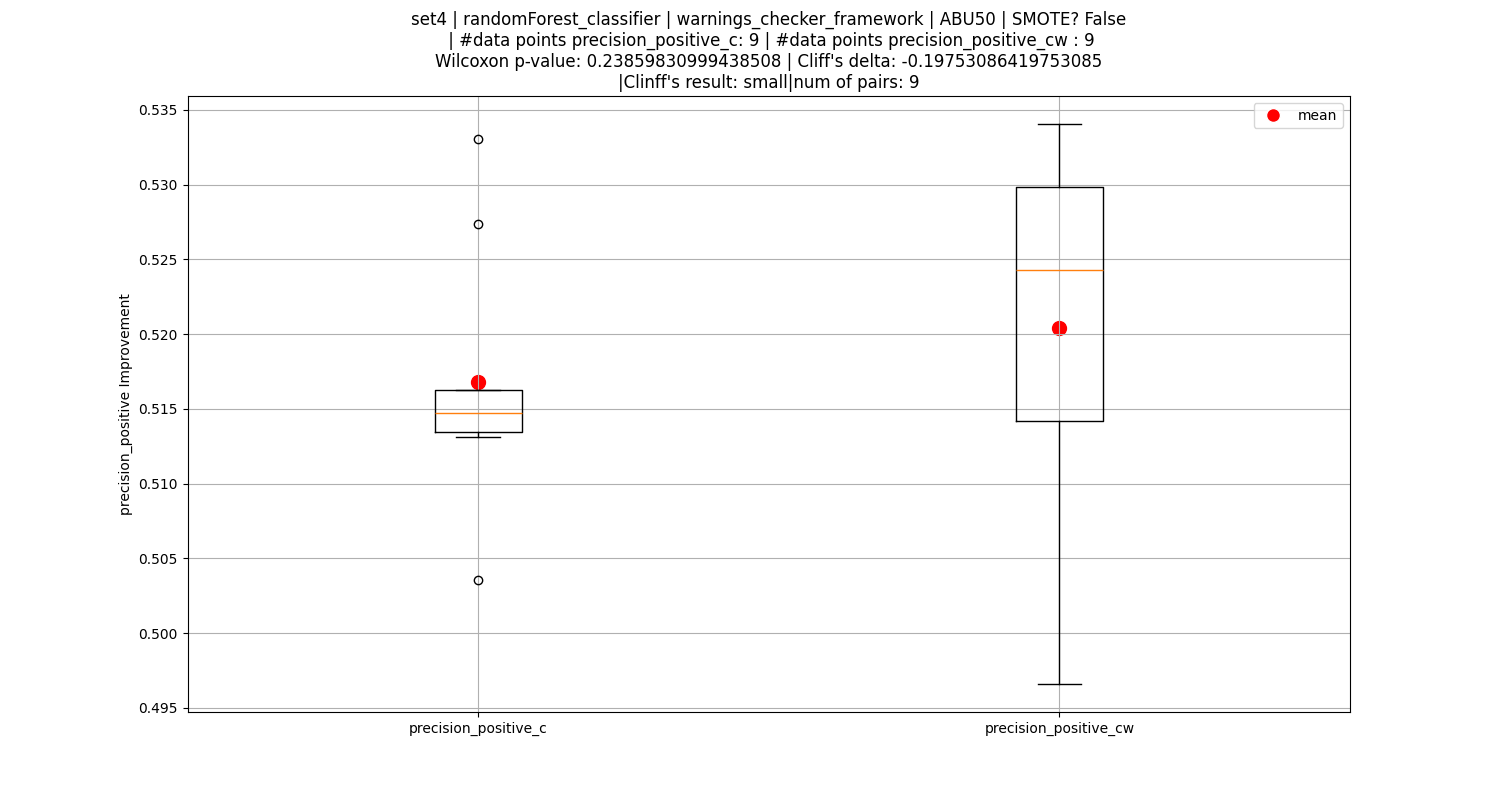 set4 | randomForest_classifier | warnings_checker_framework | ABU50 | SMOTE? False
| #data points precision_positive_c: 9 | #data points precision_positive_cw : 9
Wilcoxon p-value: 0.23859830999438508 | Cliff's delta: -0.19753086419753085
|Clinff's result: small|num of pairs: 9
mean
0.535
0.530
0.525
0.520
0.515
0.510
0.505
0.500
0.495
precision_positive Improvement
precision_positive_c
precision_positive_cw